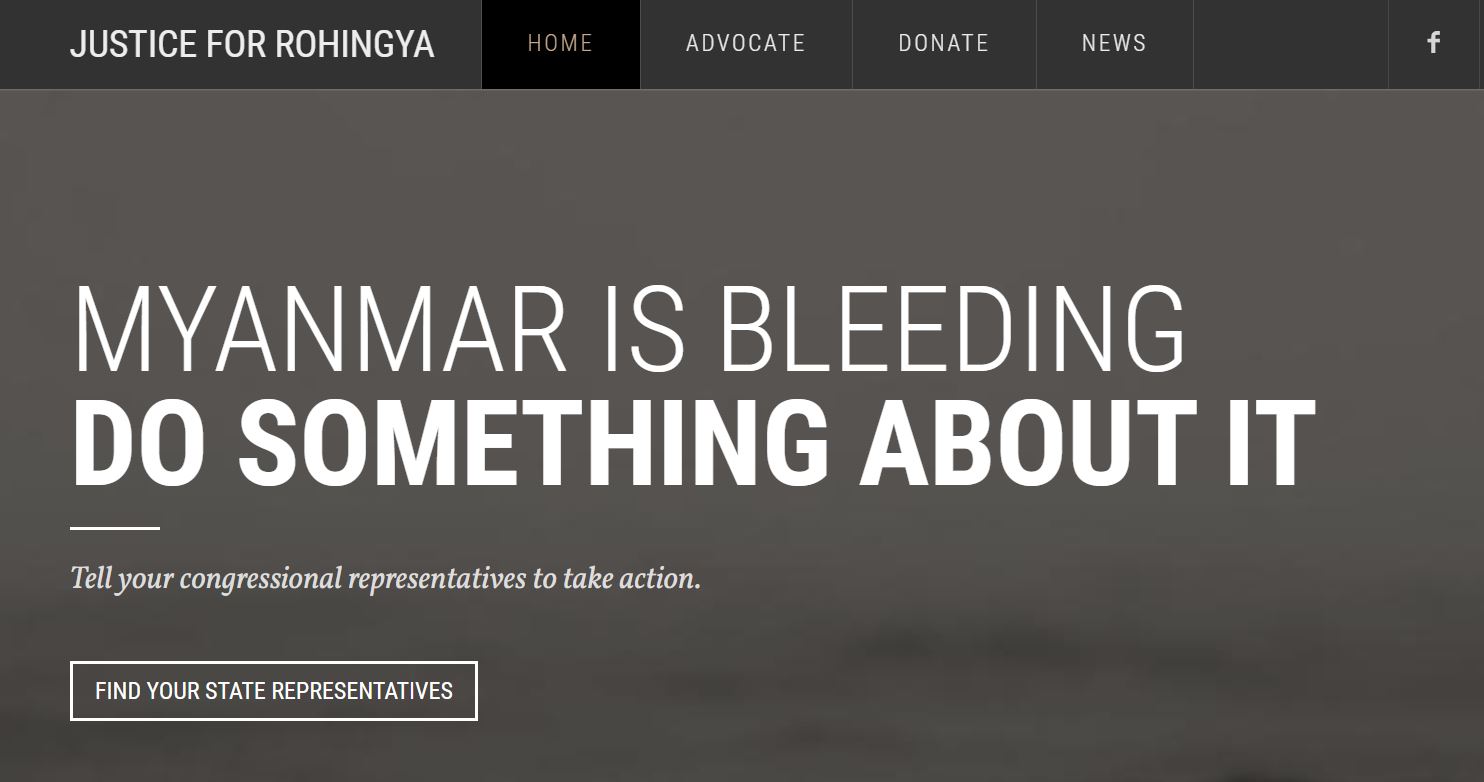 JUSTICE FOR ROHINGYA
HOME
ADVOCATE
DONATE
NEWS
f
MYANMAR IS BLEEDING
DO SOMETHING ABOUT IT
Tell your congressional representatives to take action.
FIND YOUR STATE REPRESENTATIVES